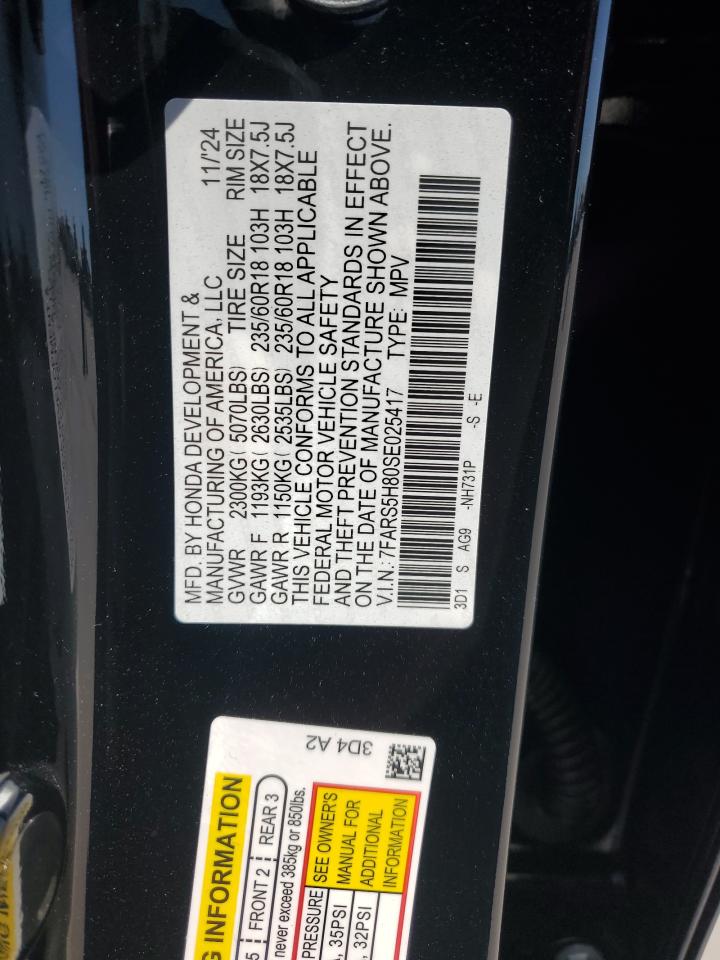 MFD. BY HONDA DEVELOPMENT &
MANUFACTURING OF AMERICA, LLC 11/'24
GVWR 2300KG( 5070LBS) TIRE SIZE RIM SIZE
GAWR F 1193KG( 2630LBS) 235/60R18 103H 18X7.5J
GAWR R 1150KG( 2535LBS) 235/60R18 103H 18X7.5J
THIS VEHICLE CONFORMS TO ALL APPLICABLE
FEDERAL MOTOR VEHICLE SAFETY
AND THEFT PREVENTION STANDARDS IN EFFECT
ON THE DATE OF MANUFACTURE SHOWN ABOVE.
V.I.N.: 7FARS5H80SE025417 TYPE: MPV
3D1 S AG9 -NH731P -S -E
3D4 A2
G INFORMATION
5 FRONT 2 REAR 3
never exceed 385kg or 850lbs.
PRESSURE SEE OWNER'S
, 35PSI MANUAL FOR
, 32PSI ADDITIONAL
INFORMATION